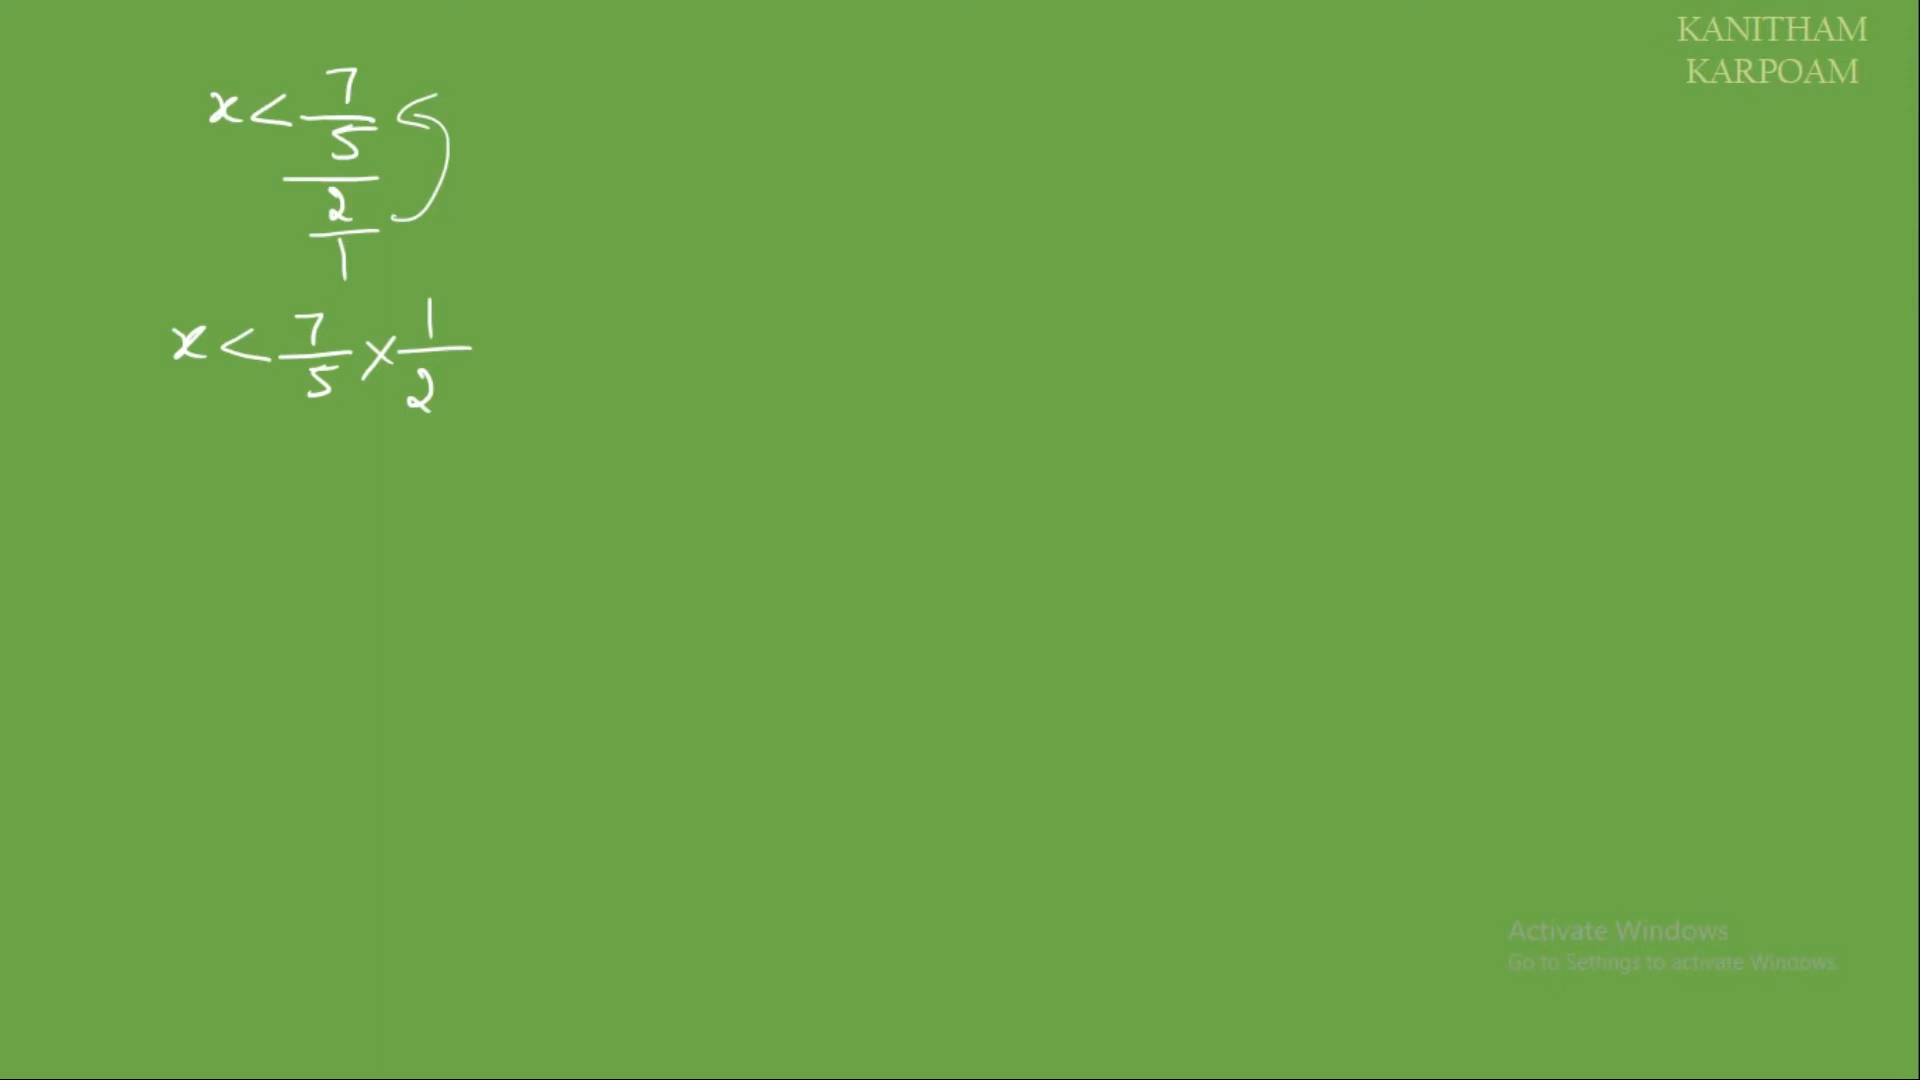 KANITHAM
KARPOAM
x < 7/5
2/1
x < 7/5 × 1/2
Activate Windows
Go to Settings to activate Windows.